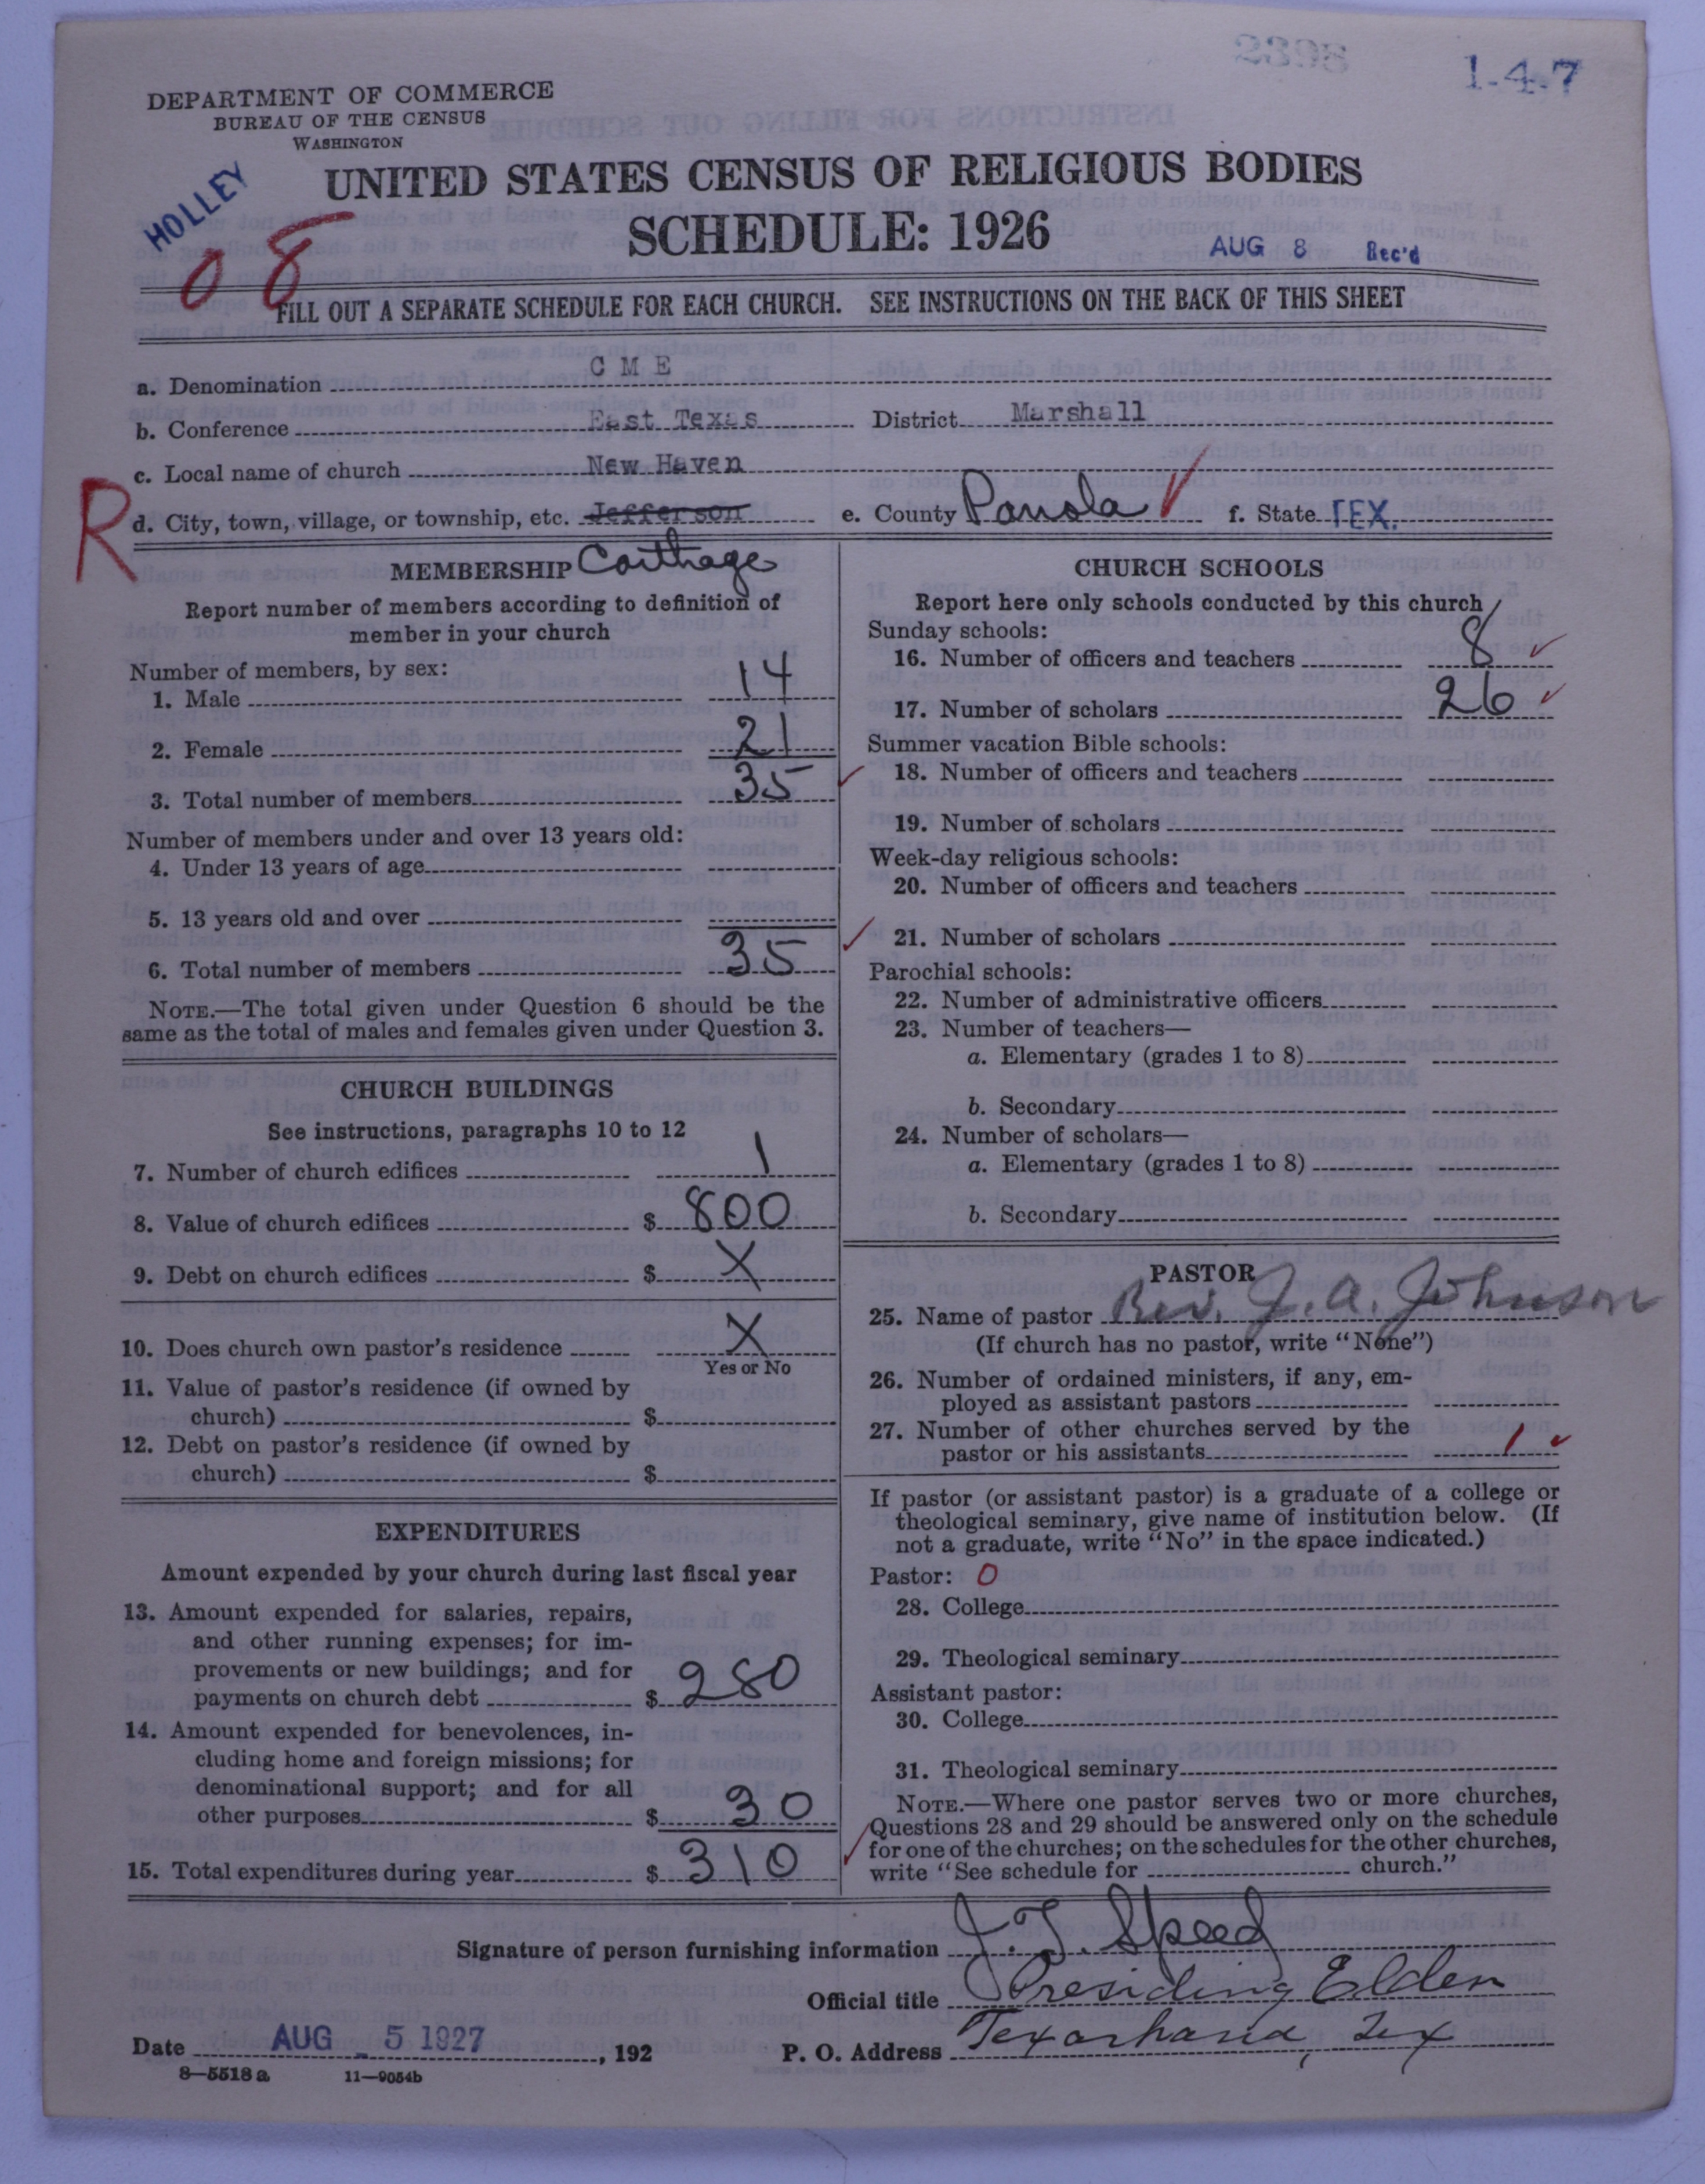 2398
1-4-7
DEPARTMENT OF COMMERCE
BUREAU OF THE CENSUS
WASHINGTON
HOLLEY
08
UNITED STATES CENSUS OF RELIGIOUS BODIES
SCHEDULE: 1926
AUG 8 Rec'd
FILL OUT A SEPARATE SCHEDULE FOR EACH CHURCH. SEE INSTRUCTIONS ON THE BACK OF THIS SHEET
a. Denomination C M E
b. Conference East Texas District Marshall
c. Local name of church New Haven
R
d. City, town, village, or township, etc. Jefferson e. County Panola f. State TEX.
MEMBERSHIP Carthage
Report number of members according to definition of
member in your church
Number of members, by sex:
1. Male 14
2. Female 21
3. Total number of members 35
Number of members under and over 13 years old:
4. Under 13 years of age
5. 13 years old and over
6. Total number of members 35
NOTE.—The total given under Question 6 should be the
same as the total of males and females given under Question 3.
CHURCH BUILDINGS
See instructions, paragraphs 10 to 12
7. Number of church edifices 1
8. Value of church edifices $ 800
9. Debt on church edifices $ X
10. Does church own pastor's residence X
Yes or No
11. Value of pastor's residence (if owned by
church) $
12. Debt on pastor's residence (if owned by
church) $
EXPENDITURES
Amount expended by your church during last fiscal year
13. Amount expended for salaries, repairs,
and other running expenses; for im-
provements or new buildings; and for
payments on church debt $ 280
14. Amount expended for benevolences, in-
cluding home and foreign missions; for
denominational support; and for all
other purposes $ 30
15. Total expenditures during year $ 310
CHURCH SCHOOLS
Report here only schools conducted by this church
Sunday schools:
16. Number of officers and teachers 8
17. Number of scholars 26
Summer vacation Bible schools:
18. Number of officers and teachers
19. Number of scholars
Week-day religious schools:
20. Number of officers and teachers
21. Number of scholars
Parochial schools:
22. Number of administrative officers
23. Number of teachers—
a. Elementary (grades 1 to 8)
b. Secondary
24. Number of scholars—
a. Elementary (grades 1 to 8)
b. Secondary
PASTOR
25. Name of pastor Rev. J. A. Johnson
(If church has no pastor, write "None")
26. Number of ordained ministers, if any, em-
ployed as assistant pastors
27. Number of other churches served by the
pastor or his assistants 1
If pastor (or assistant pastor) is a graduate of a college or
theological seminary, give name of institution below. (If
not a graduate, write "No" in the space indicated.)
Pastor: 0
28. College
29. Theological seminary
Assistant pastor:
30. College
31. Theological seminary
NOTE.—Where one pastor serves two or more churches,
Questions 28 and 29 should be answered only on the schedule
for one of the churches; on the schedules for the other churches,
write "See schedule for church."
Signature of person furnishing information J. T. Speed
Official title Presiding Elder
Date AUG 5 1927, 192 P. O. Address Texarkana, Tex
8—5518 a 11—9054b